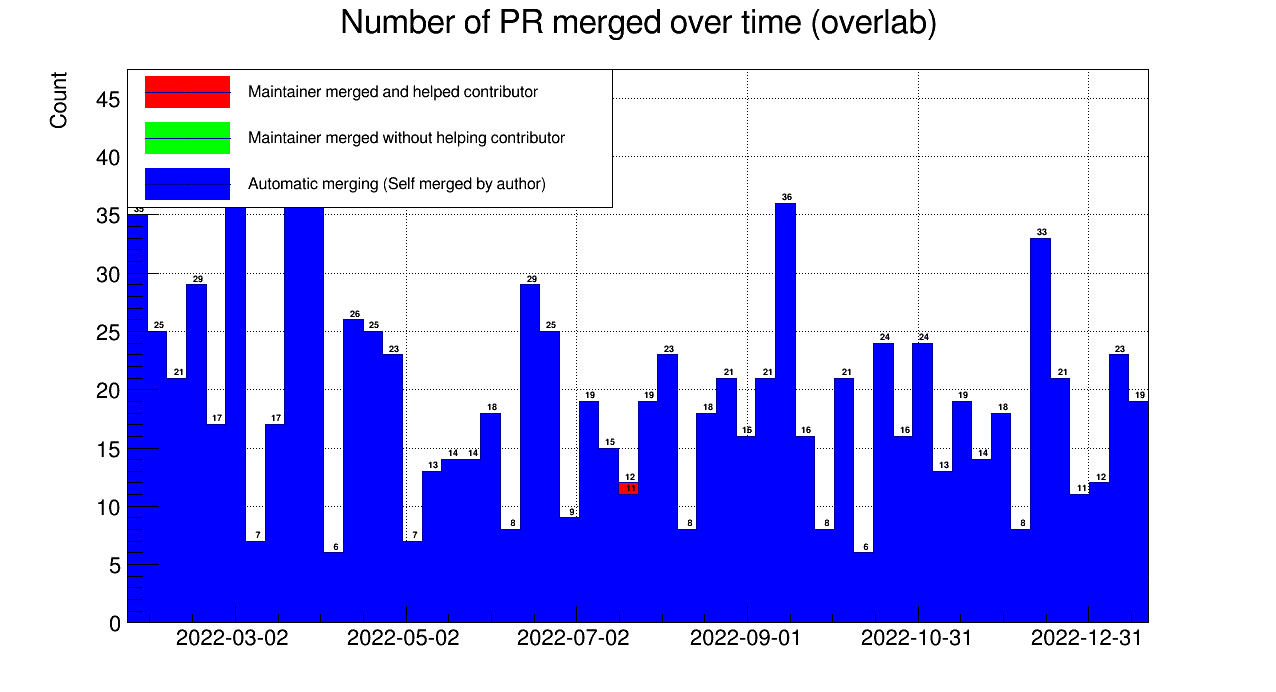 Number of PR merged over time (overlab)
Count
Maintainer merged and helped contributor
Maintainer merged without helping contributor
Automatic merging (Self merged by author)
45
40
35
30
25
20
15
10
5
0
35 25 21 29 17 7 17 6 26 25 23 7 13 14 14 18 8 29 25 9 19 15 12 11 19 23 8 18 21 16 21 36 16 8 21 6 24 16 24 13 19 14 18 8 33 21 11 12 23 19
2022-03-02 2022-05-02 2022-07-02 2022-09-01 2022-10-31 2022-12-31